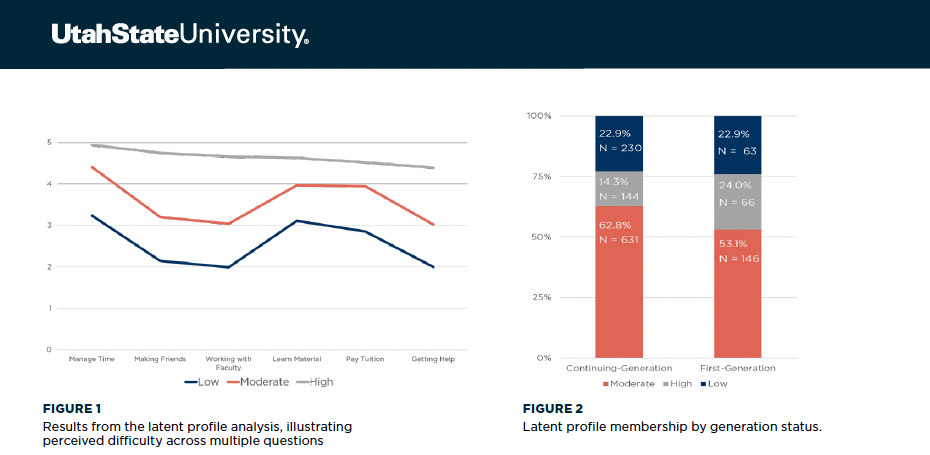 UtahStateUniversity®
5
4
3
2
1
0
Manage Time
Making Friends
Working with
Faculty
Learn Material
Pay Tuition
Getting Help
Low Moderate High
FIGURE 1
Results from the latent profile analysis, illustrating
perceived difficulty across multiple questions
100%
75%
50%
25%
0%
22.9%
N = 230
14.3%
N = 144
62.8%
N = 631
22.9%
N = 63
24.0%
N = 66
53.1%
N = 146
Continuing-Generation
First-Generation
Moderate High Low
FIGURE 2
Latent profile membership by generation status.